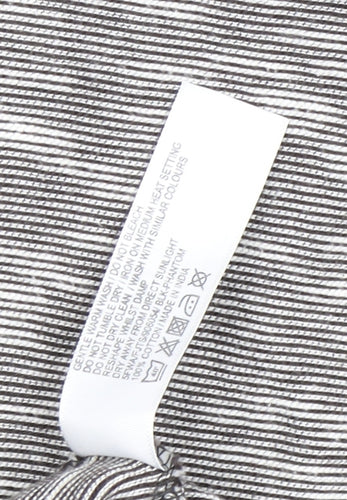 GENTLE WARM WASH / DO NOT BLEACH
DO NOT TUMBLE DRY / IRON ON MEDIUM HEAT SETTING
DO NOT DRY CLEAN / WASH WITH SIMILAR COLOURS
RESHAPE WHILST DAMP
DRY AWAY FROM DIRECT SUNLIGHT
100% COTTON / MADE IN INDIA